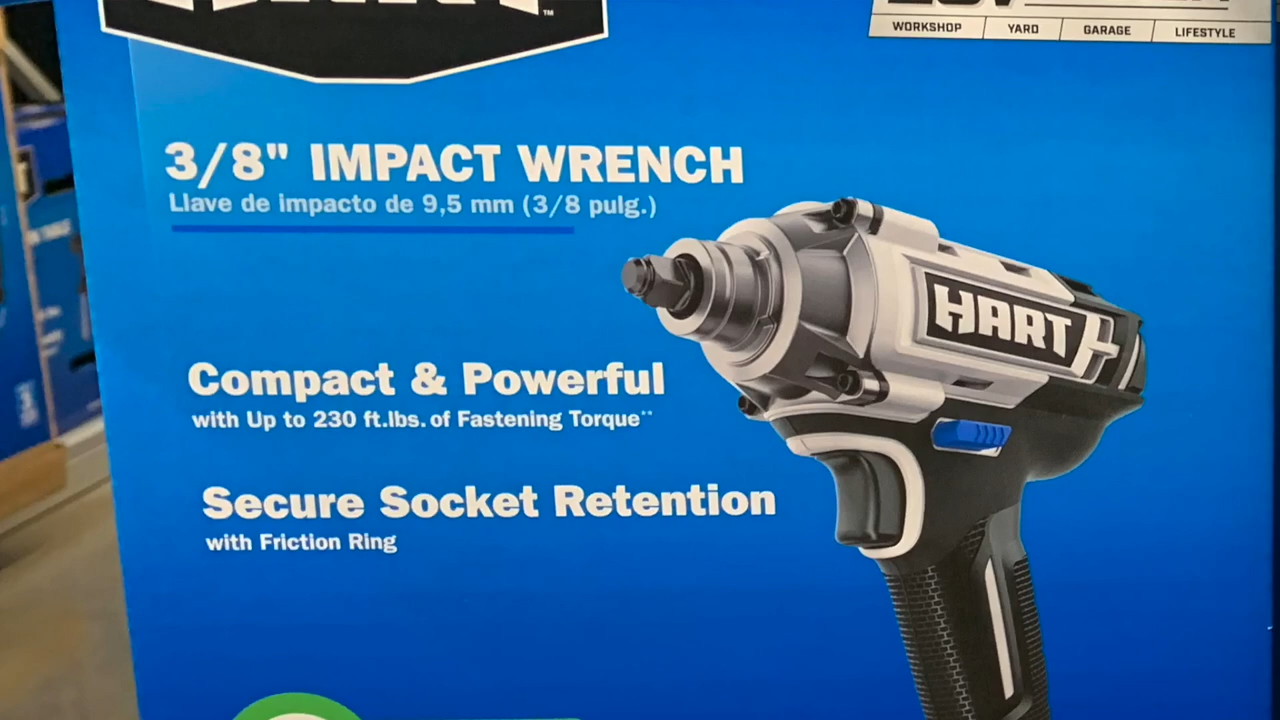 ™
WORKSHOP YARD GARAGE LIFESTYLE
3/8" IMPACT WRENCH
Llave de impacto de 9,5 mm (3/8 pulg.)
HART
Compact & Powerful
with Up to 230 ft.lbs. of Fastening Torque¨
Secure Socket Retention
with Friction Ring